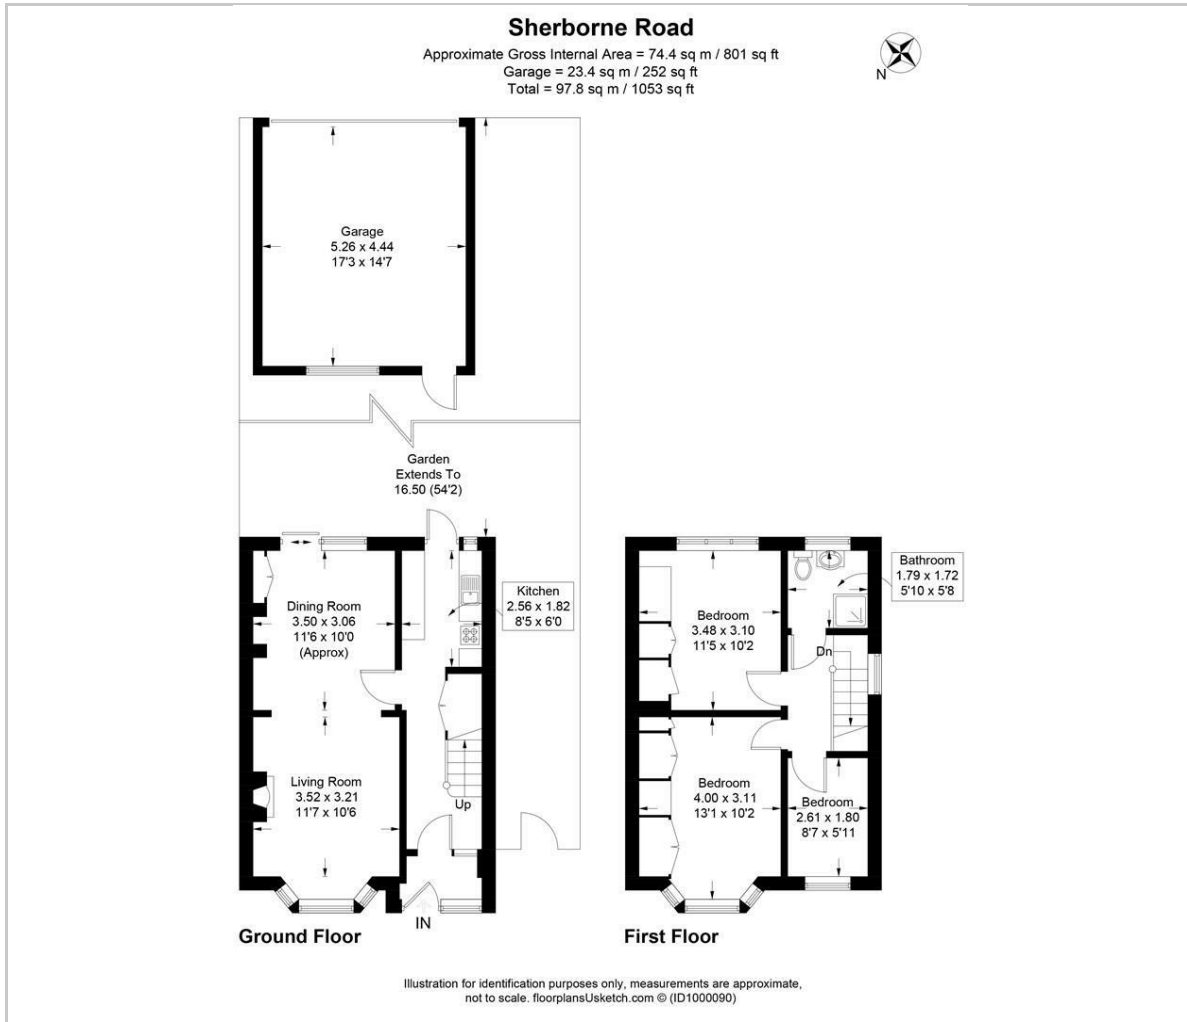 Sherborne Road
Approximate Gross Internal Area = 74.4 sq m / 801 sq ft
Garage = 23.4 sq m / 252 sq ft
Total = 97.8 sq m / 1053 sq ft
N
Garage
5.26 x 4.44
17'3 x 14'7
Garden
Extends To
16.50 (54'2)
Dining Room
3.50 x 3.06
11'6 x 10'0
(Approx)
Kitchen
2.56 x 1.82
8'5 x 6'0
Living Room
3.52 x 3.21
11'7 x 10'6
Up
IN
Ground Floor
Bathroom
1.79 x 1.72
5'10 x 5'8
Bedroom
3.48 x 3.10
11'5 x 10'2
Dn
Bedroom
4.00 x 3.11
13'1 x 10'2
Bedroom
2.61 x 1.80
8'7 x 5'11
First Floor
Illustration for identification purposes only, measurements are approximate,
not to scale. floorplansUsketch.com © (ID1000090)